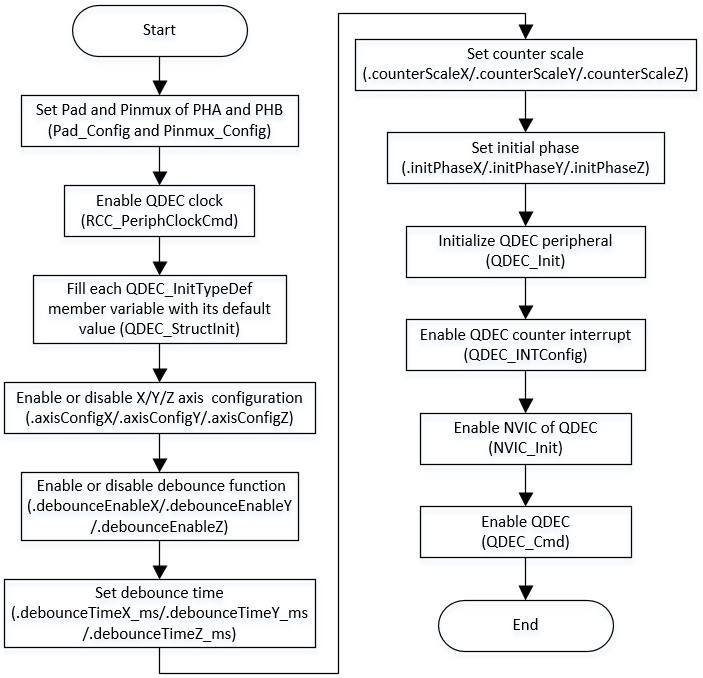 Start
Set Pad and Pinmux of PHA and PHB
(Pad_Config and Pinmux_Config)
Enable QDEC clock
(RCC_PeriphClockCmd)
Fill each QDEC_InitTypeDef
member variable with its default
value (QDEC_StructInit)
Enable or disable X/Y/Z axis configuration
(.axisConfigX/.axisConfigY/.axisConfigZ)
Enable or disable debounce function
(.debounceEnableX/.debounceEnableY
/.debounceEnableZ)
Set debounce time
(.debounceTimeX_ms/.debounceTimeY_ms
/.debounceTimeZ_ms)
Set counter scale
(.counterScaleX/.counterScaleY/.counterScaleZ)
Set initial phase
(.initPhaseX/.initPhaseY/.initPhaseZ)
Initialize QDEC peripheral
(QDEC_Init)
Enable QDEC counter interrupt
(QDEC_INTConfig)
Enable NVIC of QDEC
(NVIC_Init)
Enable QDEC
(QDEC_Cmd)
End